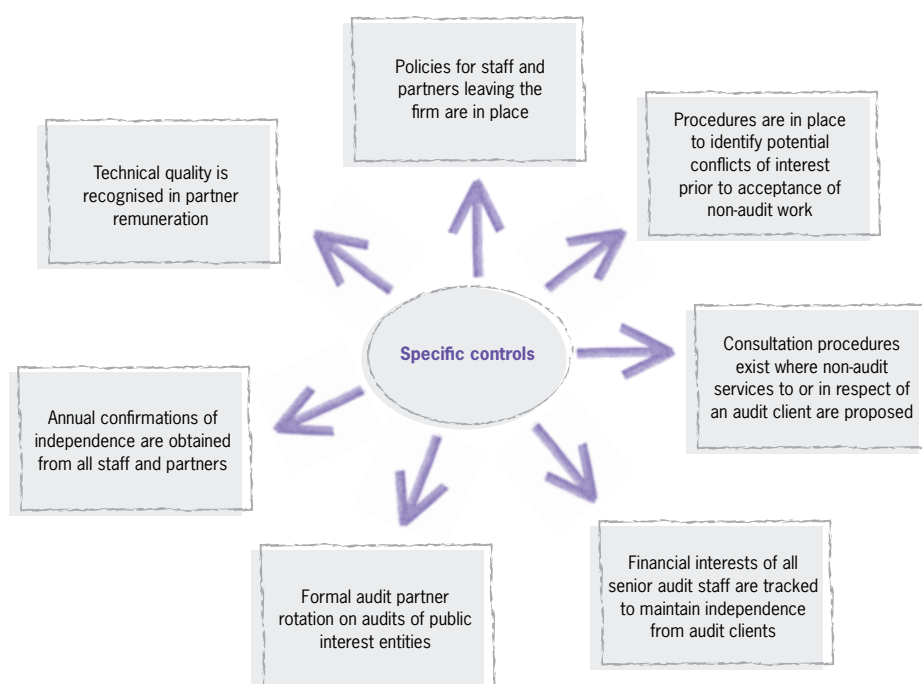 Policies for staff and
partners leaving the
firm are in place
Procedures are in place
to identify potential
conflicts of interest
prior to acceptance of
non-audit work
Technical quality is
recognised in partner
remuneration
Specific controls
Consultation procedures
exist where non-audit
services to or in respect of
an audit client are proposed
Annual confirmations of
independence are obtained
from all staff and partners
Financial interests of all
senior audit staff are tracked
to maintain independence
from audit clients
Formal audit partner
rotation on audits of public
interest entities